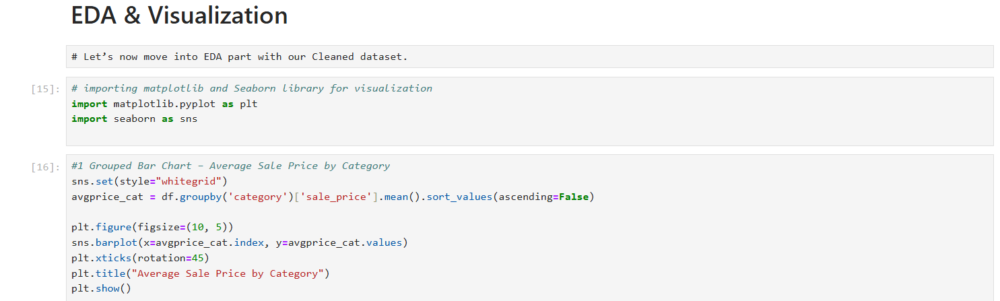 EDA & Visualization
# Let’s now move into EDA part with our Cleaned dataset.
[15]:
# importing matplotlib and Seaborn library for visualization
import matplotlib.pyplot as plt
import seaborn as sns
[16]:
#1 Grouped Bar Chart – Average Sale Price by Category
sns.set(style="whitegrid")
avgprice_cat = df.groupby('category')['sale_price'].mean().sort_values(ascending=False)
plt.figure(figsize=(10, 5))
sns.barplot(x=avgprice_cat.index, y=avgprice_cat.values)
plt.xticks(rotation=45)
plt.title("Average Sale Price by Category")
plt.show()